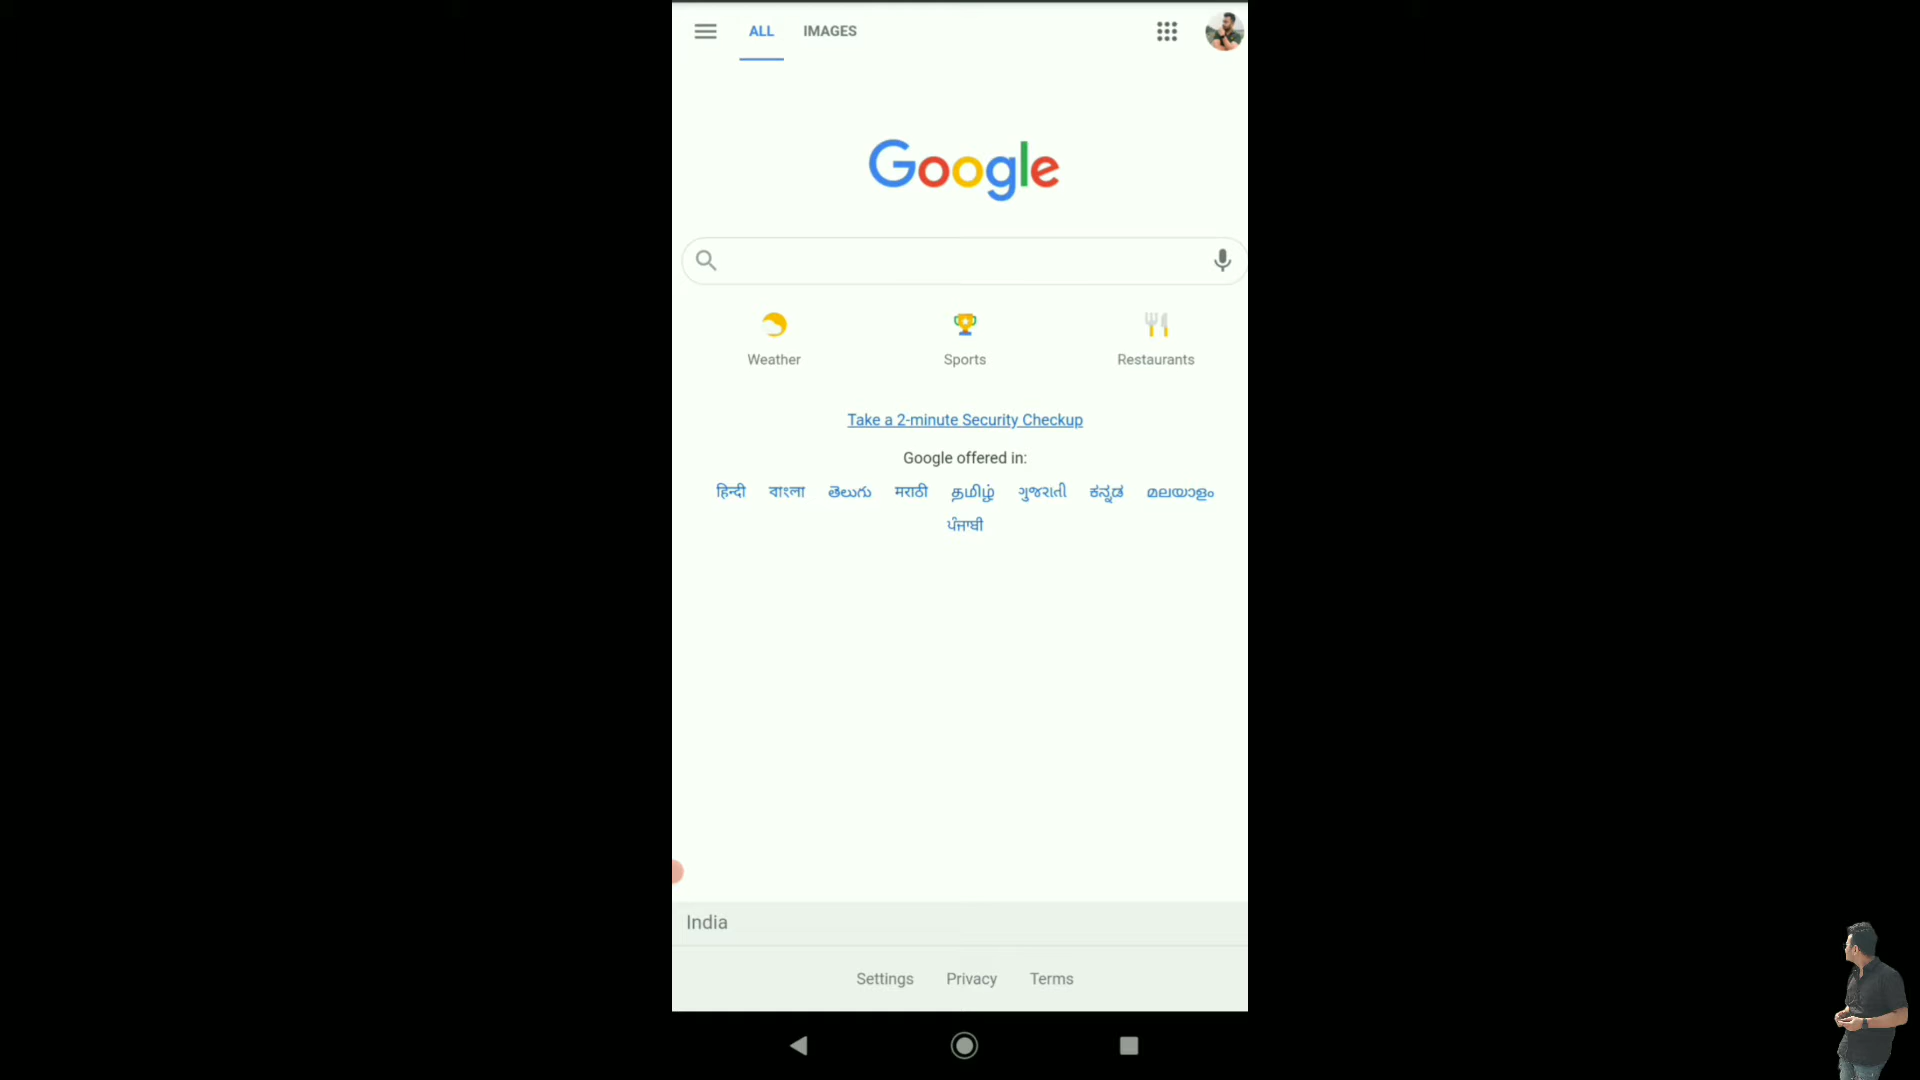 ALL IMAGES
Google
Weather Sports Restaurants
Take a 2-minute Security Checkup
Google offered in:
हिन्दी বাংলা తెలుగు मराठी தமிழ் ગુજરાતી ಕನ್ನಡ മലയാളം
ਪੰਜਾਬੀ
India
Settings Privacy Terms